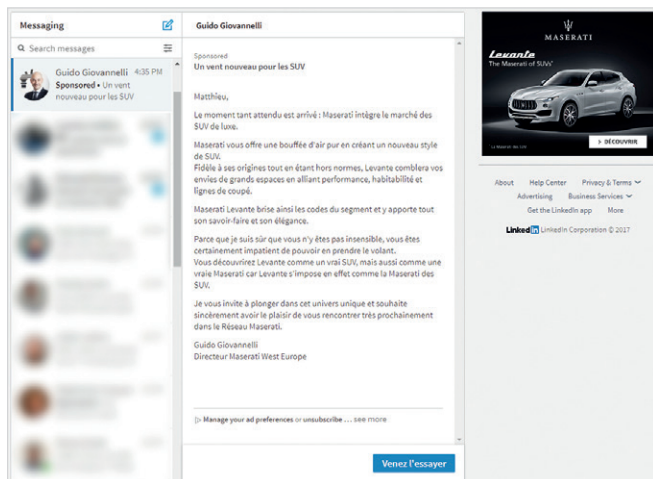 Messaging
Search messages
Guido Giovannelli 4:35 PM
Sponsored • Un vent
nouveau pour les SUV
Guido Giovannelli
Sponsored
Un vent nouveau pour les SUV
Matthieu,
Le moment tant attendu est arrivé : Maserati intègre le marché des
SUV de luxe.
Maserati vous offre une bouffée d'air pur en créant un nouveau style
de SUV.
Fidèle à ses origines tout en étant hors normes, Levante comblera vos
envies de grands espaces en alliant performance, habitabilité et
lignes de coupé.
Maserati Levante brise ainsi les codes du segment et y apporte tout
son savoir-faire et son élégance.
Parce que je suis sûr que vous n'y êtes pas insensible, vous êtes
certainement impatient de pouvoir en prendre le volant.
Vous découvrirez Levante comme un vrai SUV, mais aussi comme une
vraie Maserati car Levante s'impose en effet comme la Maserati des
SUV.
Je vous invite à plonger dans cet univers unique et souhaite
sincèrement avoir le plaisir de vous rencontrer très prochainement
dans le Réseau Maserati.
Guido Giovannelli
Directeur Maserati West Europe
Manage your ad preferences or unsubscribe ... see more
Venez l'essayer
MASERATI
Levante
The Maserati of SUVs*
> DÉCOUVRIR
About Help Center Privacy & Terms
Advertising Business Services
Get the LinkedIn app More
Linked in LinkedIn Corporation © 2017